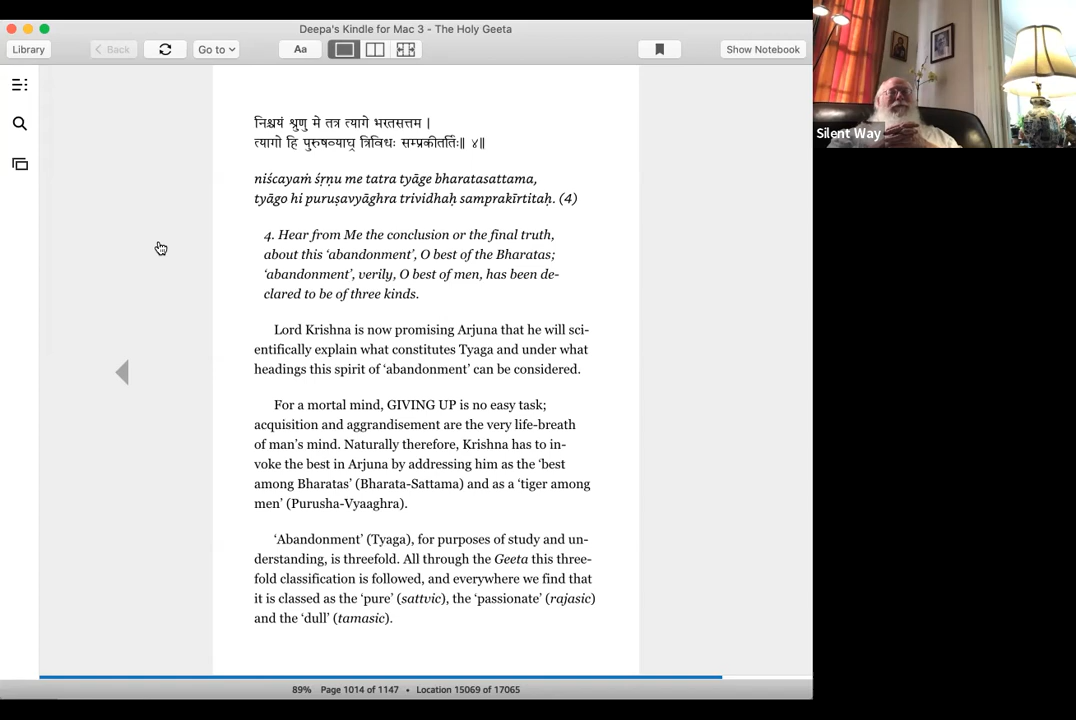 Deepa's Kindle for Mac 3 - The Holy Geeta
Library
Back
Go to
Aa
Show Notebook
Silent Way
निश्चयं शृणु मे तत्र त्यागे भरतसत्तम ।
त्यागो हि पुरुषव्याघ्र त्रिविधः सम्प्रकीर्तितः॥ ४॥
niścayaṁ śṛṇu me tatra tyāge bharatasattama,
tyāgo hi puruṣavyāghra trividhaḥ samprakīrtitaḥ. (4)
4. Hear from Me the conclusion or the final truth,
about this ‘abandonment’, O best of the Bharatas;
‘abandonment’, verily, O best of men, has been de-
clared to be of three kinds.
Lord Krishna is now promising Arjuna that he will sci-
entifically explain what constitutes Tyaga and under what
headings this spirit of ‘abandonment’ can be considered.
For a mortal mind, GIVING UP is no easy task;
acquisition and aggrandisement are the very life-breath
of man’s mind. Naturally therefore, Krishna has to in-
voke the best in Arjuna by addressing him as the ‘best
among Bharatas’ (Bharata-Sattama) and as a ‘tiger among
men’ (Purusha-Vyaaghra).
‘Abandonment’ (Tyaga), for purposes of study and un-
derstanding, is threefold. All through the Geeta this three-
fold classification is followed, and everywhere we find that
it is classed as the ‘pure’ (sattvic), the ‘passionate’ (rajasic)
and the ‘dull’ (tamasic).
89% Page 1014 of 1147 • Location 15069 of 17065